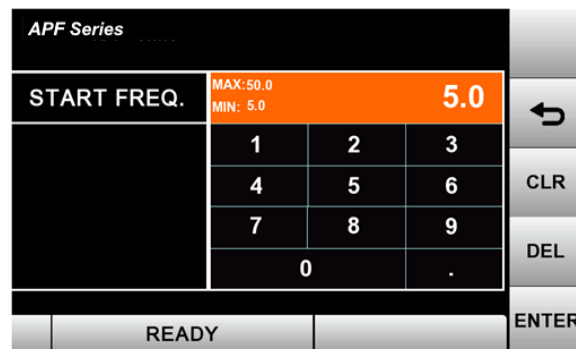 APF Series
START FREQ.
MAX:50.0
MIN: 5.0
5.0
1 2 3
4 5 6
7 8 9
0 .
CLR
DEL
ENTER
READY